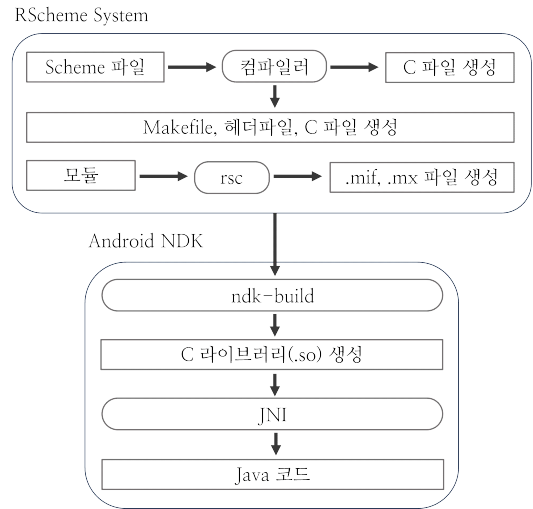 RScheme System
Scheme 파일 컴파일러 C 파일 생성
Makefile, 헤더파일, C 파일 생성
모듈 rsc .mif, .mx 파일 생성
Android NDK
ndk-build
C 라이브러리(.so) 생성
JNI
Java 코드